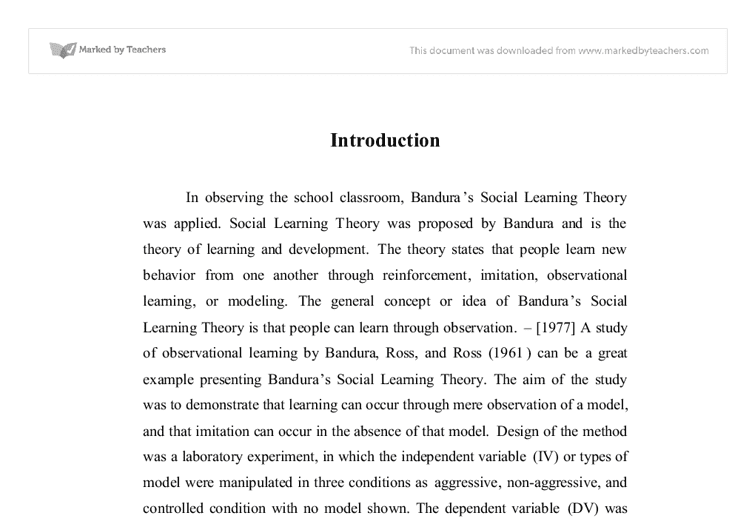 Marked by Teachers
This document was downloaded from www.markedbyteachers.com
Introduction
In observing the school classroom, Bandura's Social Learning Theory
was applied. Social Learning Theory was proposed by Bandura and is the
theory of learning and development. The theory states that people learn new
behavior from one another through reinforcement, imitation, observational
learning, or modeling. The general concept or idea of Bandura's Social
Learning Theory is that people can learn through observation. – [1977] A study
of observational learning by Bandura, Ross, and Ross (1961) can be a great
example presenting Bandura's Social Learning Theory. The aim of the study
was to demonstrate that learning can occur through mere observation of a model,
and that imitation can occur in the absence of that model. Design of the method
was a laboratory experiment, in which the independent variable (IV) or types of
model were manipulated in three conditions as aggressive, non-aggressive, and
controlled condition with no model shown. The dependent variable (DV) was